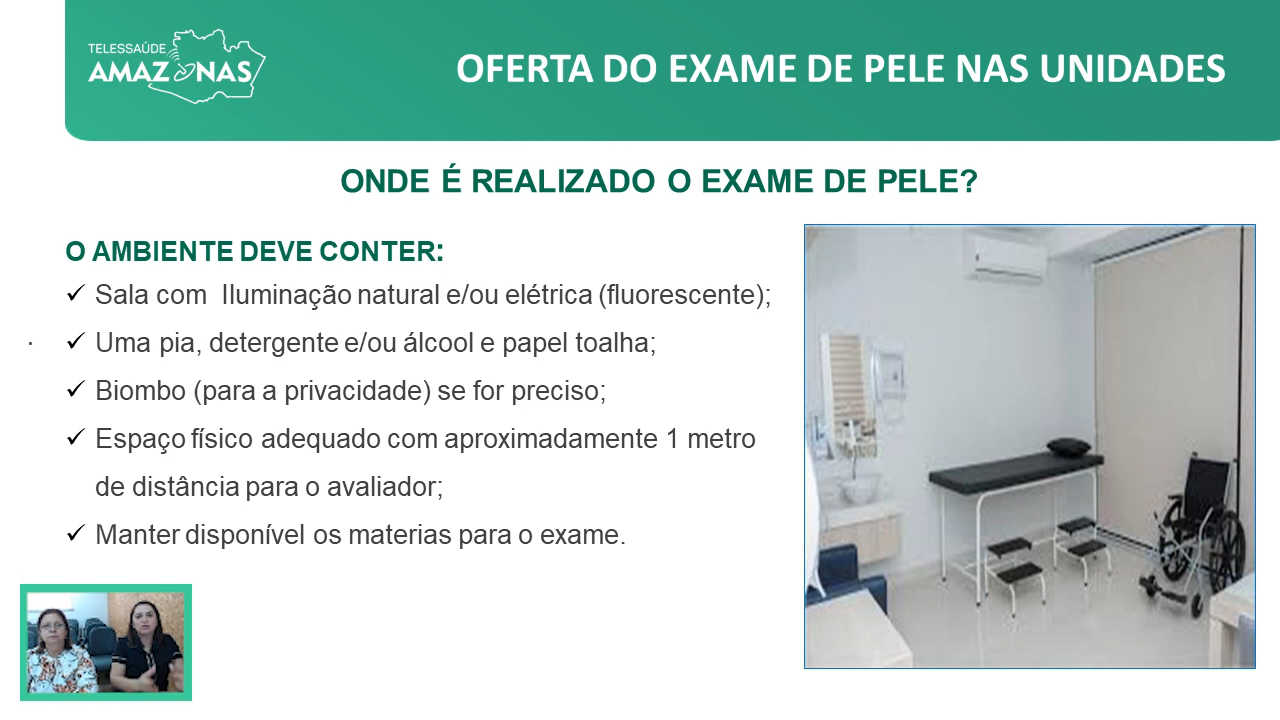 TELESSAÚDE
AMAZONAS
OFERTA DO EXAME DE PELE NAS UNIDADES
ONDE É REALIZADO O EXAME DE PELE?
O AMBIENTE DEVE CONTER:
Sala com Iluminação natural e/ou elétrica (fluorescente);
Uma pia, detergente e/ou álcool e papel toalha;
Biombo (para a privacidade) se for preciso;
Espaço físico adequado com aproximadamente 1 metro
de distância para o avaliador;
Manter disponível os materias para o exame.